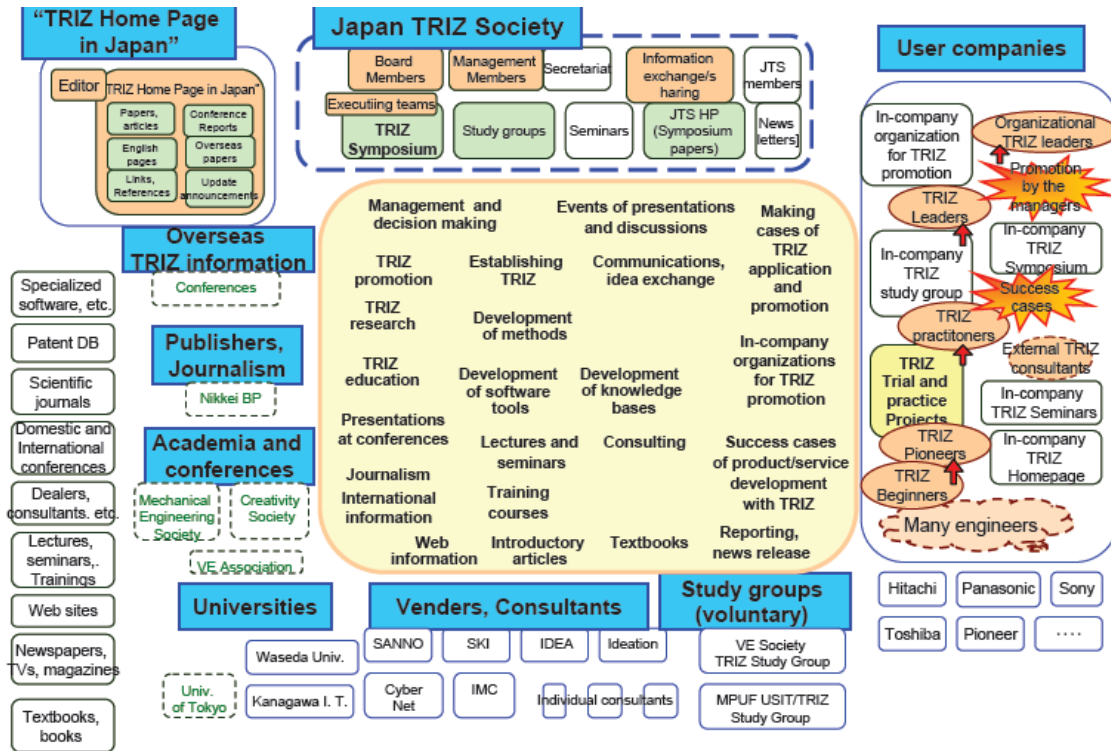 “TRIZ Home Page
in Japan”
Editor
"TRIZ Home Page in Japan"
Papers,
articles
Conference
Reports
English
pages
Overseas
papers
Links,
References
Update
announcements
Japan TRIZ Society
Board
Members
Management
Members
Secretariat
Information
exchange/s
haring
JTS
members
Executiing teams
TRIZ
Symposium
Study groups
Seminars
JTS HP
(Symposium
papers)
News
letters]
User companies
In-company
organization
for TRIZ
promotion
Organizational
TRIZ leaders
Promotion
by the
managers
TRIZ
Leaders
In-company
TRIZ
study group
In-company
TRIZ
Symposium
Success
cases
TRIZ
practitoners
External TRIZ
consultants
TRIZ
Trial and
practice
Projects
In-company
TRIZ Seminars
TRIZ
Pioneers
In-company
TRIZ
Homepage
TRIZ
Beginners
Many engineers
Hitachi
Panasonic
Sony
Toshiba
Pioneer
....
Overseas
TRIZ information
Conferences
Publishers,
Journalism
Nikkei BP
Academia and
conferences
Mechanical
Engineering
Society
Creativity
Society
VE Association
Specialized
software, etc.
Patent DB
Scientific
journals
Domestic and
International
conferences
Dealers,
consultants. etc.
Lectures,
seminars,.
Trainings
Web sites
Newspapers,
TVs, magazines
Textbooks,
books
Management and
decision making
Events of presentations
and discussions
Making
cases of
TRIZ
application
and
promotion
TRIZ
promotion
Establishing
TRIZ
Communications,
idea exchange
TRIZ
research
Development
of methods
In-company
organizations
for TRIZ
promotion
TRIZ
education
Development
of software
tools
Development
of knowledge
bases
Presentations
at conferences
Lectures and
seminars
Consulting
Success cases
of product/service
development
with TRIZ
Journalism
International
information
Training
courses
Web
information
Introductory
articles
Textbooks
Reporting,
news release
Universities
Waseda Univ.
Univ.
of Tokyo
Kanagawa I. T.
Venders, Consultants
SANNO
SKI
IDEA
Ideation
Cyber
Net
IMC
Individual consultants
Study groups
(voluntary)
VE Society
TRIZ Study Group
MPUF USIT/TRIZ
Study Group